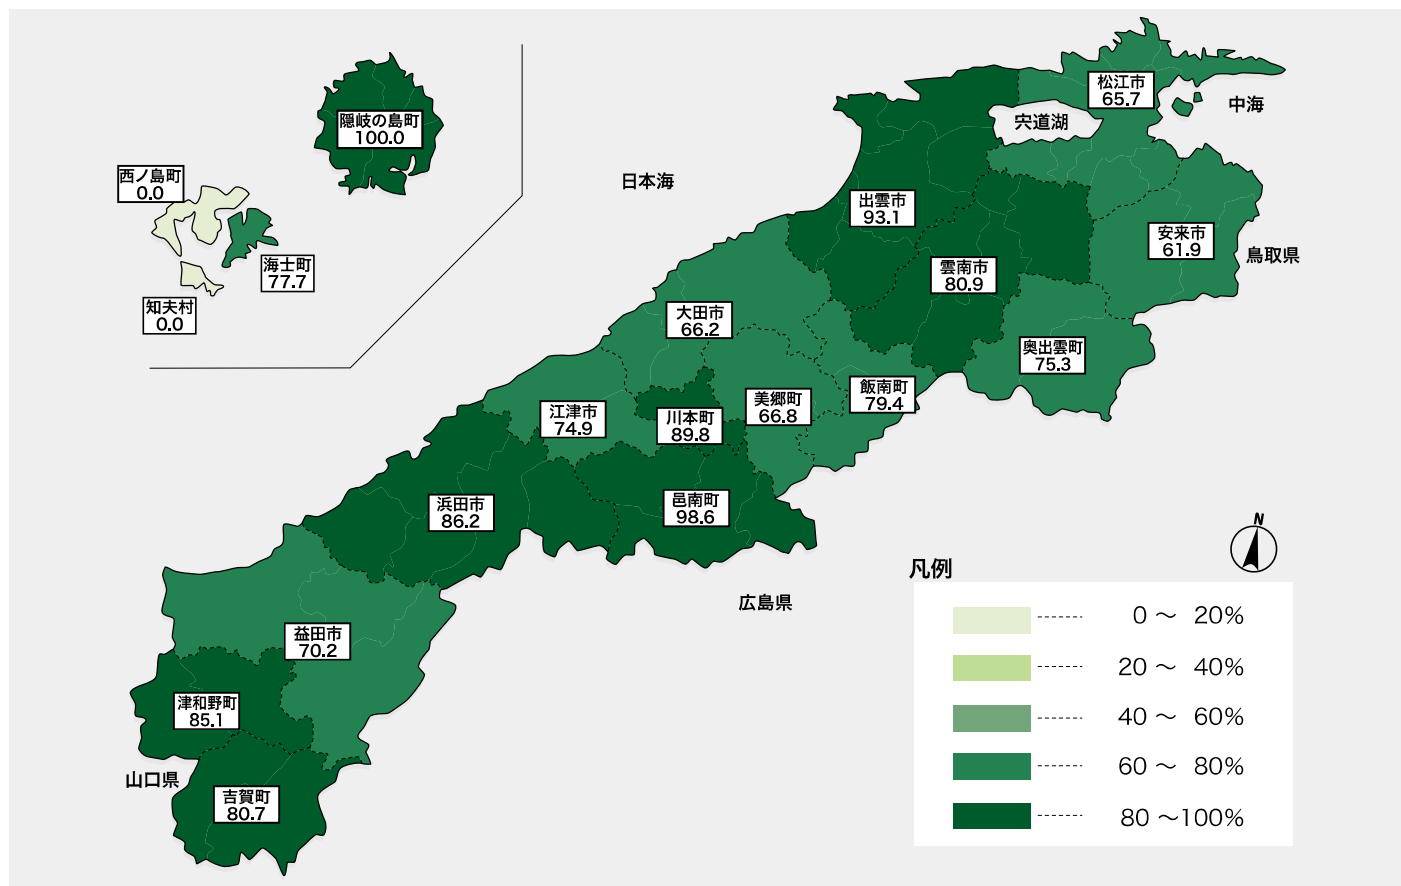 隠岐の島町
100.0
西ノ島町
0.0
海士町
77.7
知夫村
0.0
日本海
松江市
65.7
中海
宍道湖
出雲市
93.1
安来市
61.9
鳥取県
雲南市
80.9
大田市
66.2
奥出雲町
75.3
飯南町
79.4
美郷町
66.8
江津市
74.9
川本町
89.8
浜田市
86.2
邑南町
98.6
広島県
益田市
70.2
津和野町
85.1
山口県
吉賀町
80.7
N
凡例
0 ～ 20%
20 ～ 40%
40 ～ 60%
60 ～ 80%
80 ～100%